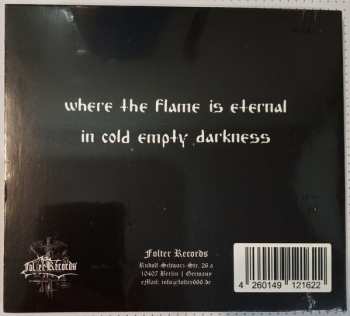 where the flame is eternal
in cold empty darkness
Folter Records
Rudolf-Schwarz-Str. 26 a
10407 Berlin | Germany
eMail: info@folter666.de
Folter Records
4 260149 121622